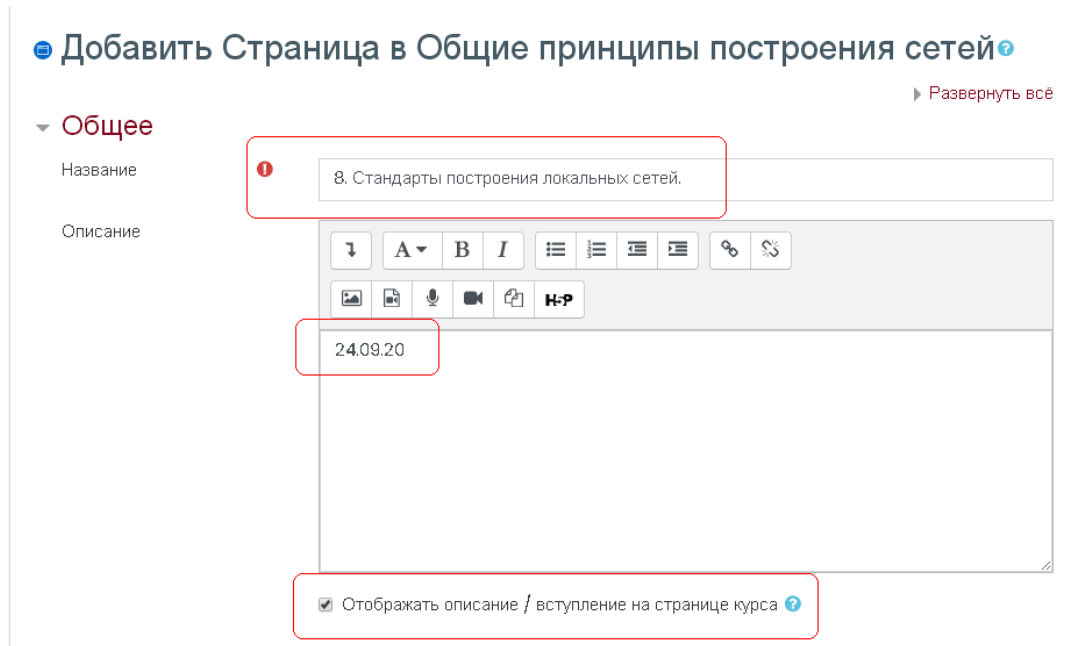 Добавить Страница в Общие принципы построения сетей
Развернуть всё
Общее
Название
8. Стандарты построения локальных сетей.
Описание
A B I
H5P
24.09.20
Отображать описание / вступление на странице курса